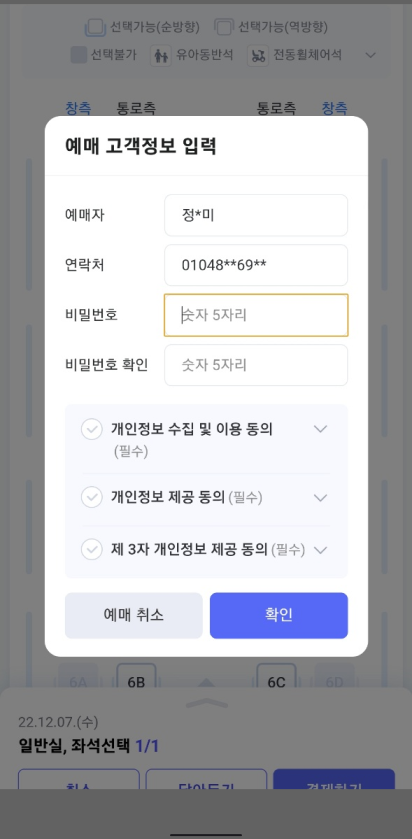 선택가능(순방향) 선택가능(역방향)
선택불가 유아동반석 전동휠체어석
창측 통로측 통로측 창측
예매 고객정보 입력
예매자 정*미
연락처 01048**69**
비밀번호 숫자 5자리
비밀번호 확인 숫자 5자리
개인정보 수집 및 이용 동의
(필수)
개인정보 제공 동의 (필수)
제 3자 개인정보 제공 동의 (필수)
예매 취소 확인
6A 6B 6C 6D
22.12.07.(수)
일반실, 좌석선택 1/1